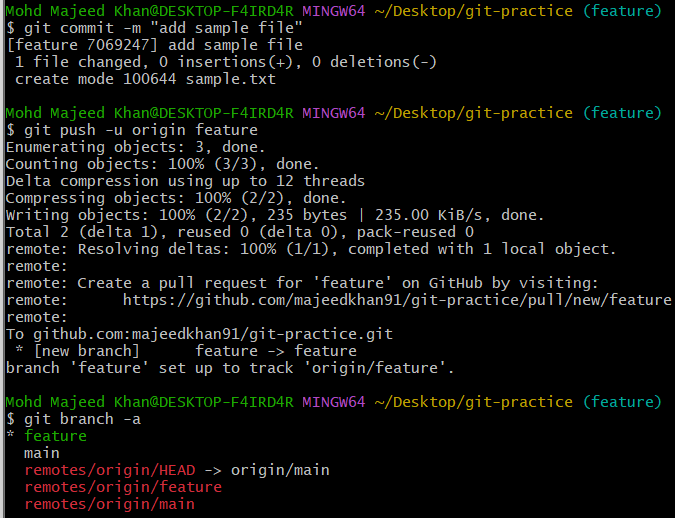 Mohd Majeed Khan@DESKTOP-F4IRD4R MINGW64 ~/Desktop/git-practice (feature)
$ git commit -m "add sample file"
[feature 7069247] add sample file
 1 file changed, 0 insertions(+), 0 deletions(-)
 create mode 100644 sample.txt

Mohd Majeed Khan@DESKTOP-F4IRD4R MINGW64 ~/Desktop/git-practice (feature)
$ git push -u origin feature
Enumerating objects: 3, done.
Counting objects: 100% (3/3), done.
Delta compression using up to 12 threads
Compressing objects: 100% (2/2), done.
Writing objects: 100% (2/2), 235 bytes | 235.00 KiB/s, done.
Total 2 (delta 1), reused 0 (delta 0), pack-reused 0
remote: Resolving deltas: 100% (1/1), completed with 1 local object.
remote:
remote: Create a pull request for 'feature' on GitHub by visiting:
remote:      https://github.com/majeedkhan91/git-practice/pull/new/feature
remote:
To github.com:majeedkhan91/git-practice.git
 * [new branch]      feature -> feature
branch 'feature' set up to track 'origin/feature'.

Mohd Majeed Khan@DESKTOP-F4IRD4R MINGW64 ~/Desktop/git-practice (feature)
$ git branch -a
* feature
  main
  remotes/origin/HEAD -> origin/main
  remotes/origin/feature
  remotes/origin/main